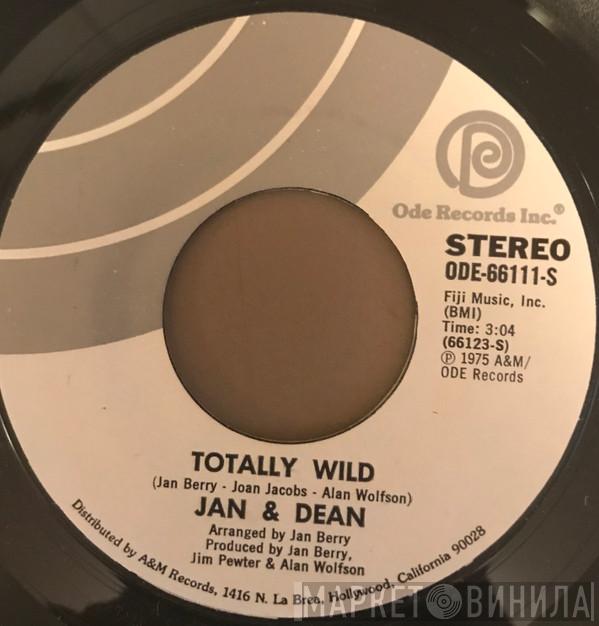 Ode Records Inc.®
STEREO
ODE-66111-S
Fiji Music, Inc.
(BMI)
Time: 3:04
(66123-S)
℗ 1975 A&M/
ODE Records
TOTALLY WILD
(Jan Berry - Joan Jacobs - Alan Wolfson)
JAN & DEAN
Arranged by Jan Berry
Produced by Jan Berry,
Jim Pewter & Alan Wolfson
Distributed by A&M Records, 1416 N. La Brea, Hollywood, California 90028
МАРКЕТ ВИНИЛА